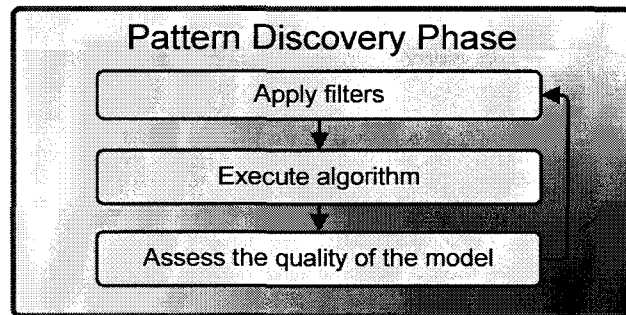 Pattern Discovery Phase
Apply filters
Execute algorithm
Assess the quality of the model